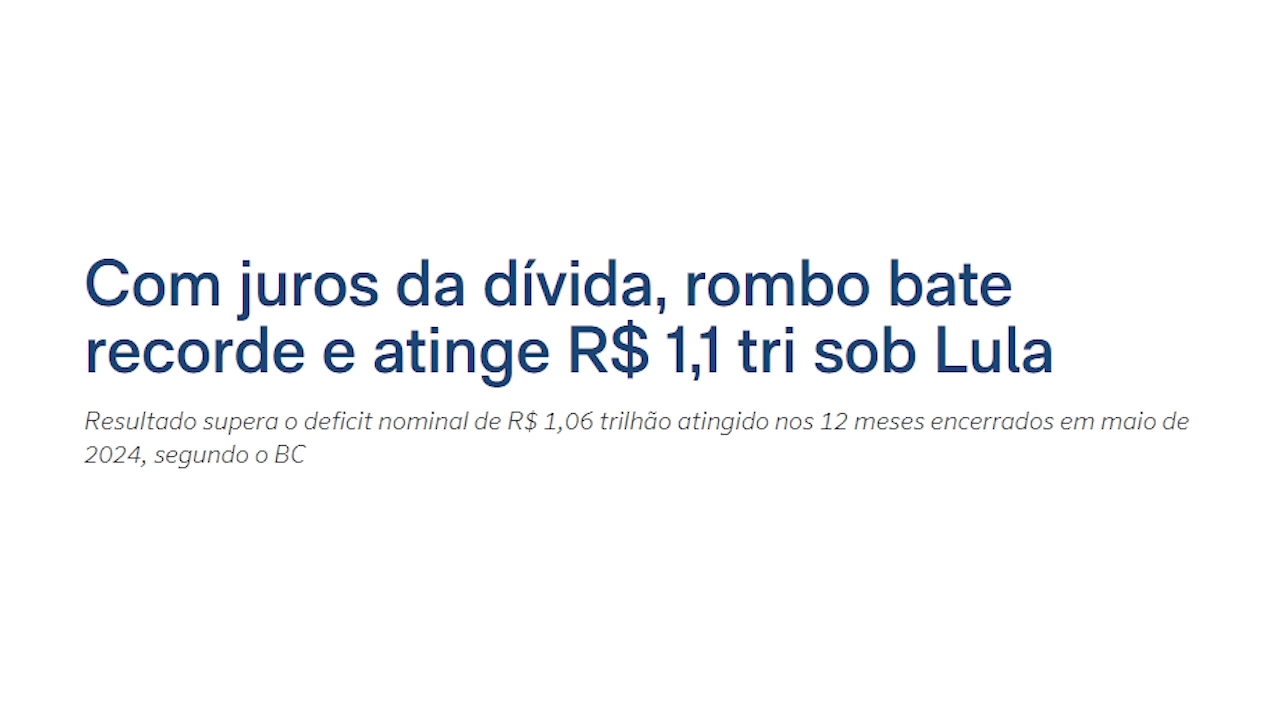 Com juros da dívida, rombo bate
recorde e atinge R$ 1,1 tri sob Lula
Resultado supera o deficit nominal de R$ 1,06 trilhão atingido nos 12 meses encerrados em maio de
2024, segundo o BC